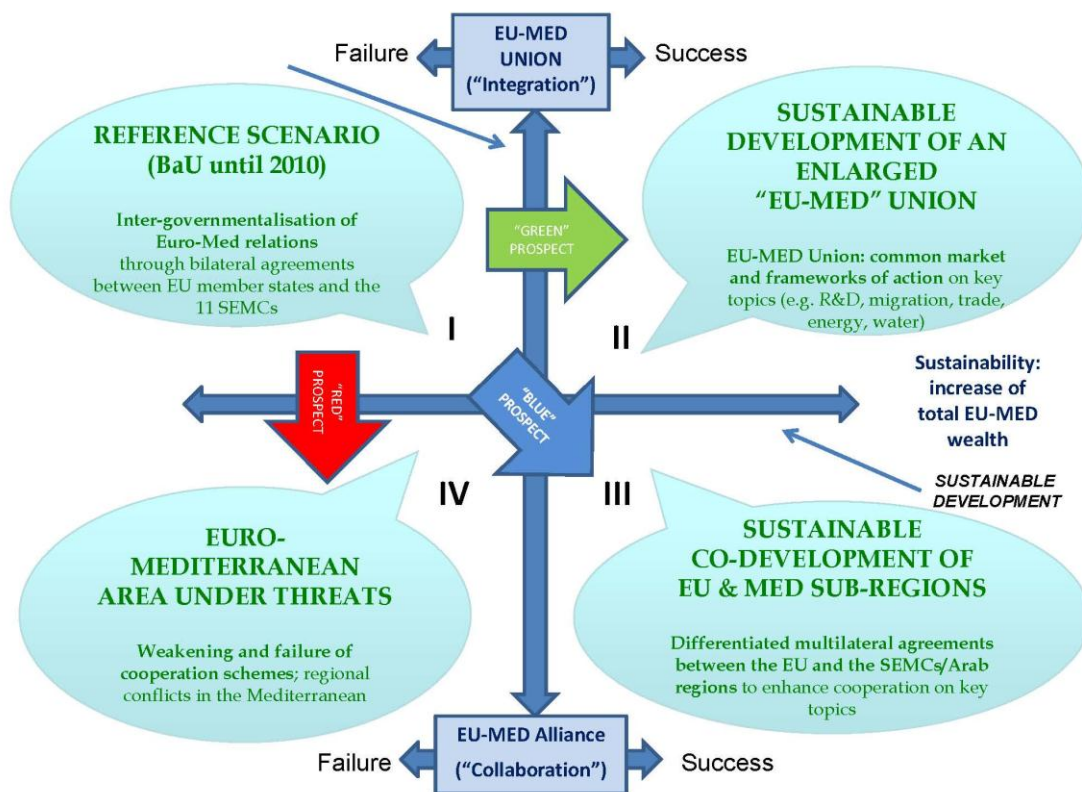 EU-MED
UNION
(“Integration”)
Failure
Success
REFERENCE SCENARIO
(BaU until 2010)
Inter-governmentalisation of
Euro-Med relations
through bilateral agreements
between EU member states and the
11 SEMCs
SUSTAINABLE
DEVELOPMENT OF AN
ENLARGED
“EU-MED” UNION
EU-MED Union: common market
and frameworks of action on key
topics (e.g. R&D, migration, trade,
energy, water)
“GREEN”
PROSPECT
I
II
“RED”
PROSPECT
“BLUE”
PROSPECT
Sustainability:
increase of
total EU-MED
wealth
SUSTAINABLE
DEVELOPMENT
IV
III
EURO-
MEDITERRANEAN
AREA UNDER THREATS
Weakening and failure of
cooperation schemes; regional
conflicts in the Mediterranean
SUSTAINABLE
CO-DEVELOPMENT OF
EU & MED SUB-REGIONS
Differentiated multilateral agreements
between the EU and the SEMCs/Arab
regions to enhance cooperation on key
topics
EU-MED Alliance
(“Collaboration”)
Failure
Success